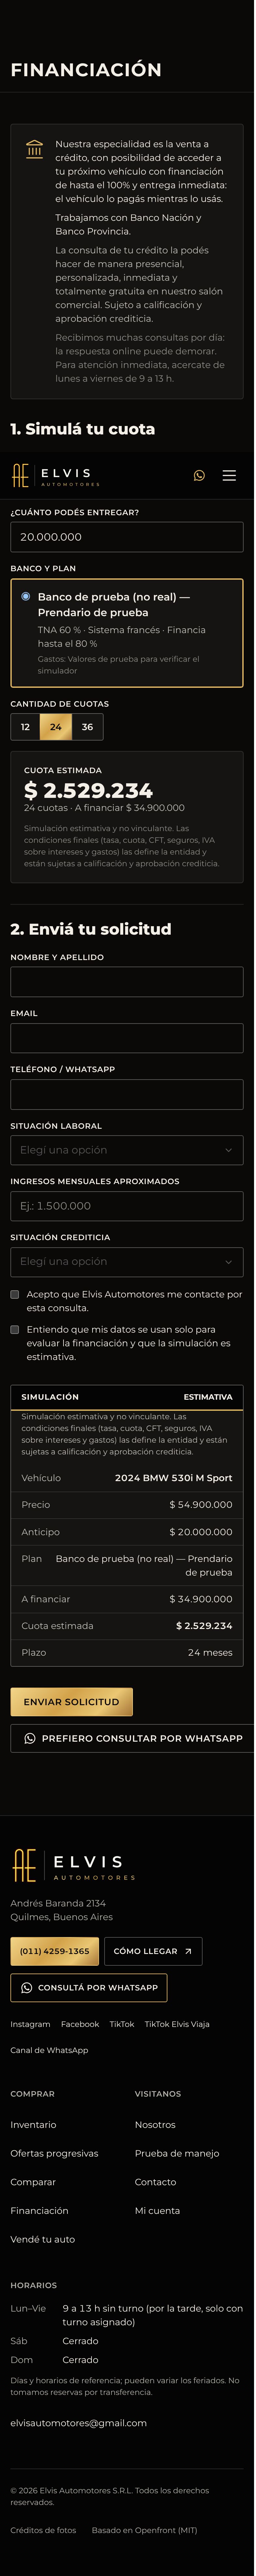 FINANCIACIÓN
Nuestra especialidad es la venta a
crédito, con posibilidad de acceder a
tu próximo vehículo con financiación
de hasta el 100% y entrega inmediata:
el vehículo lo pagás mientras lo usás.
Trabajamos con Banco Nación y
Banco Provincia.
La consulta de tu crédito la podés
hacer de manera presencial,
personalizada, inmediata y
totalmente gratuita en nuestro salón
comercial. Sujeto a calificación y
aprobación crediticia.
Recibimos muchas consultas por día:
la respuesta online puede demorar.
Para atención inmediata, acercate de
lunes a viernes de 9 a 13 h.
1. Simulá tu cuota
AE ELVIS
AUTOMOTORES
¿CUÁNTO PODÉS ENTREGAR?
20.000.000
BANCO Y PLAN
Banco de prueba (no real) —
Prendario de prueba
TNA 60 % · Sistema francés · Financia
hasta el 80 %
Gastos: Valores de prueba para verificar el
simulador
CANTIDAD DE CUOTAS
12 24 36
CUOTA ESTIMADA
$ 2.529.234
24 cuotas · A financiar $ 34.900.000
Simulación estimativa y no vinculante. Las
condiciones finales (tasa, cuota, CFT, seguros, IVA
sobre intereses y gastos) las define la entidad y
están sujetas a calificación y aprobación crediticia.
2. Enviá tu solicitud
NOMBRE Y APELLIDO
EMAIL
TELÉFONO / WHATSAPP
SITUACIÓN LABORAL
Elegí una opción
INGRESOS MENSUALES APROXIMADOS
Ej.: 1.500.000
SITUACIÓN CREDITICIA
Elegí una opción
Acepto que Elvis Automotores me contacte por
esta consulta.
Entiendo que mis datos se usan solo para
evaluar la financiación y que la simulación es
estimativa.
SIMULACIÓN ESTIMATIVA
Simulación estimativa y no vinculante. Las
condiciones finales (tasa, cuota, CFT, seguros, IVA
sobre intereses y gastos) las define la entidad y están
sujetas a calificación y aprobación crediticia.
Vehículo 2024 BMW 530i M Sport
Precio $ 54.900.000
Anticipo $ 20.000.000
Plan Banco de prueba (no real) — Prendario
de prueba
A financiar $ 34.900.000
Cuota estimada $ 2.529.234
Plazo 24 meses
ENVIAR SOLICITUD
PREFIERO CONSULTAR POR WHATSAPP
AE ELVIS
AUTOMOTORES
Andrés Baranda 2134
Quilmes, Buenos Aires
(011) 4259-1365 CÓMO LLEGAR
CONSULTÁ POR WHATSAPP
Instagram Facebook TikTok TikTok Elvis Viaja
Canal de WhatsApp
COMPRAR VISITANOS
Inventario Nosotros
Ofertas progresivas Prueba de manejo
Comparar Contacto
Financiación Mi cuenta
Vendé tu auto
HORARIOS
Lun–Vie 9 a 13 h sin turno (por la tarde, solo con
turno asignado)
Sáb Cerrado
Dom Cerrado
Días y horarios de referencia; pueden variar los feriados. No
tomamos reservas por transferencia.
elvisautomotores@gmail.com
© 2026 Elvis Automotores S.R.L. Todos los derechos
reservados.
Créditos de fotos Basado en Openfront (MIT)